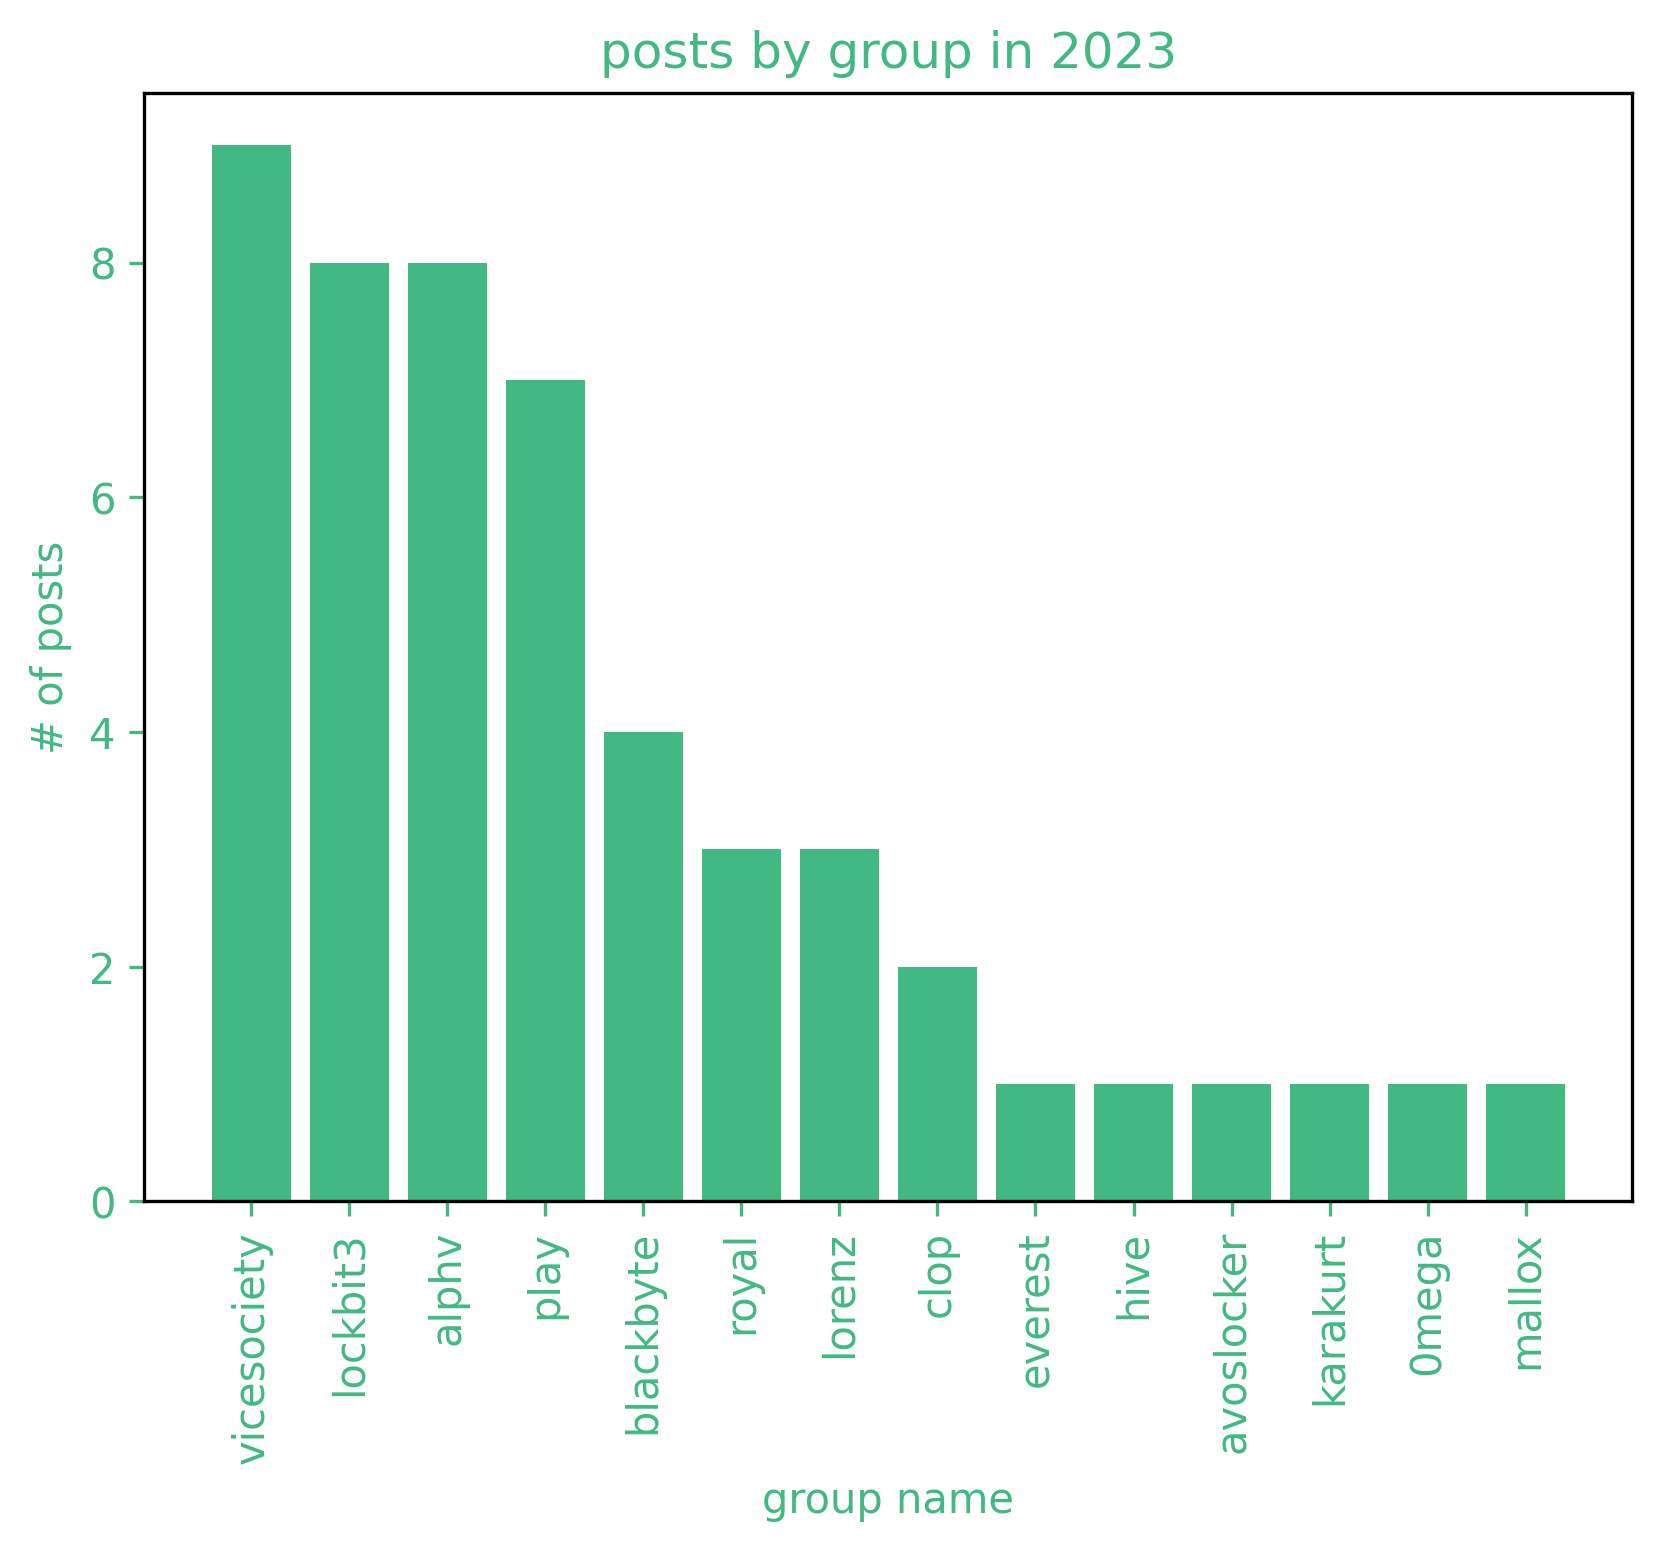 posts by group in 2023
# of posts
8
6
4
2
0
vicesociety
lockbit3
alphv
play
blackbyte
royal
lorenz
clop
everest
hive
avoslocker
karakurt
0mega
mallox
group name